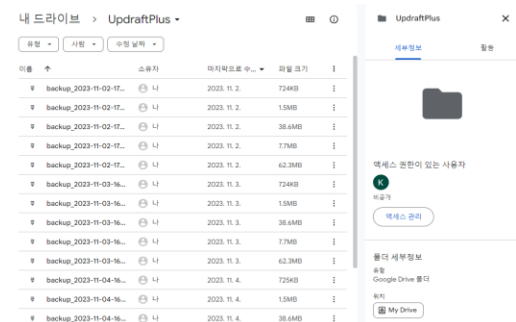 내 드라이브 > UpdraftPlus
유형 사람 수정 날짜
이름 소유자 마지막으로 수... 파일 크기
backup_2023-11-02-17... 나 2023. 11. 2. 724KB
backup_2023-11-02-17... 나 2023. 11. 2. 1.5MB
backup_2023-11-02-17... 나 2023. 11. 2. 38.6MB
backup_2023-11-02-17... 나 2023. 11. 2. 7.7MB
backup_2023-11-02-17... 나 2023. 11. 2. 62.3MB
backup_2023-11-03-16... 나 2023. 11. 3. 724KB
backup_2023-11-03-16... 나 2023. 11. 3. 1.5MB
backup_2023-11-03-16... 나 2023. 11. 3. 38.6MB
backup_2023-11-03-16... 나 2023. 11. 3. 7.7MB
backup_2023-11-03-16... 나 2023. 11. 3. 62.3MB
backup_2023-11-04-16... 나 2023. 11. 4. 725KB
backup_2023-11-04-16... 나 2023. 11. 4. 1.5MB
backup_2023-11-04-16... 나 2023. 11. 4. 38.6MB
UpdraftPlus
세부정보 활동
액세스 권한이 있는 사용자
K
비공개
액세스 관리
폴더 세부정보
유형
Google Drive 폴더
위치
My Drive